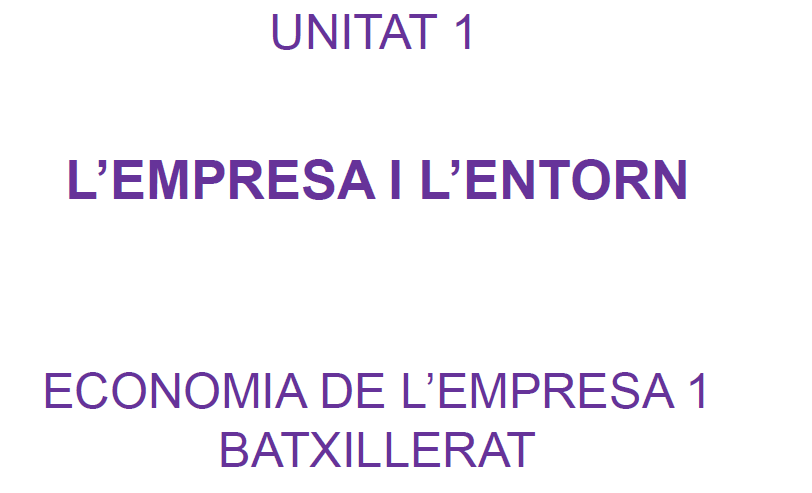 UNITAT 1
L’EMPRESA I L’ENTORN
ECONOMIA DE L’EMPRESA 1
BATXILLERAT